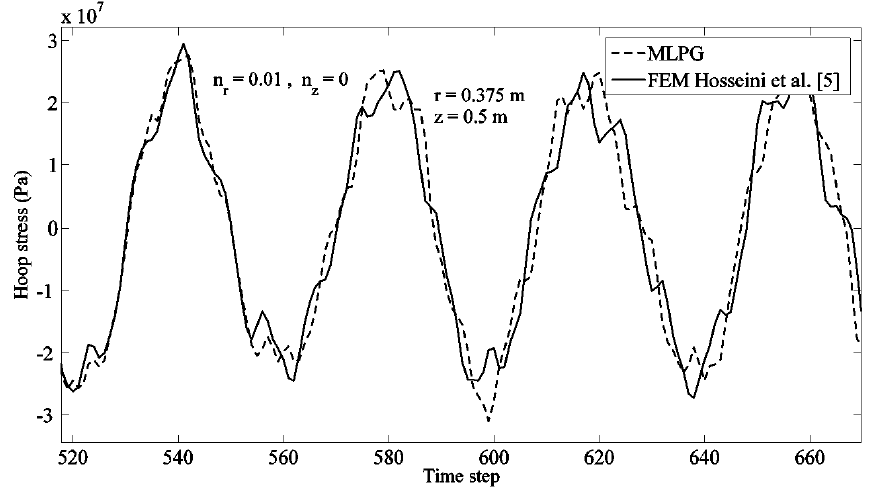 x 10^7
3
2
1
0
-1
-2
-3
Hoop stress (Pa)
n_r = 0.01 , n_z = 0
r = 0.375 m
z = 0.5 m
MLPG
FEM Hosseini et al. [5]
520 540 560 580 600 620 640 660
Time step